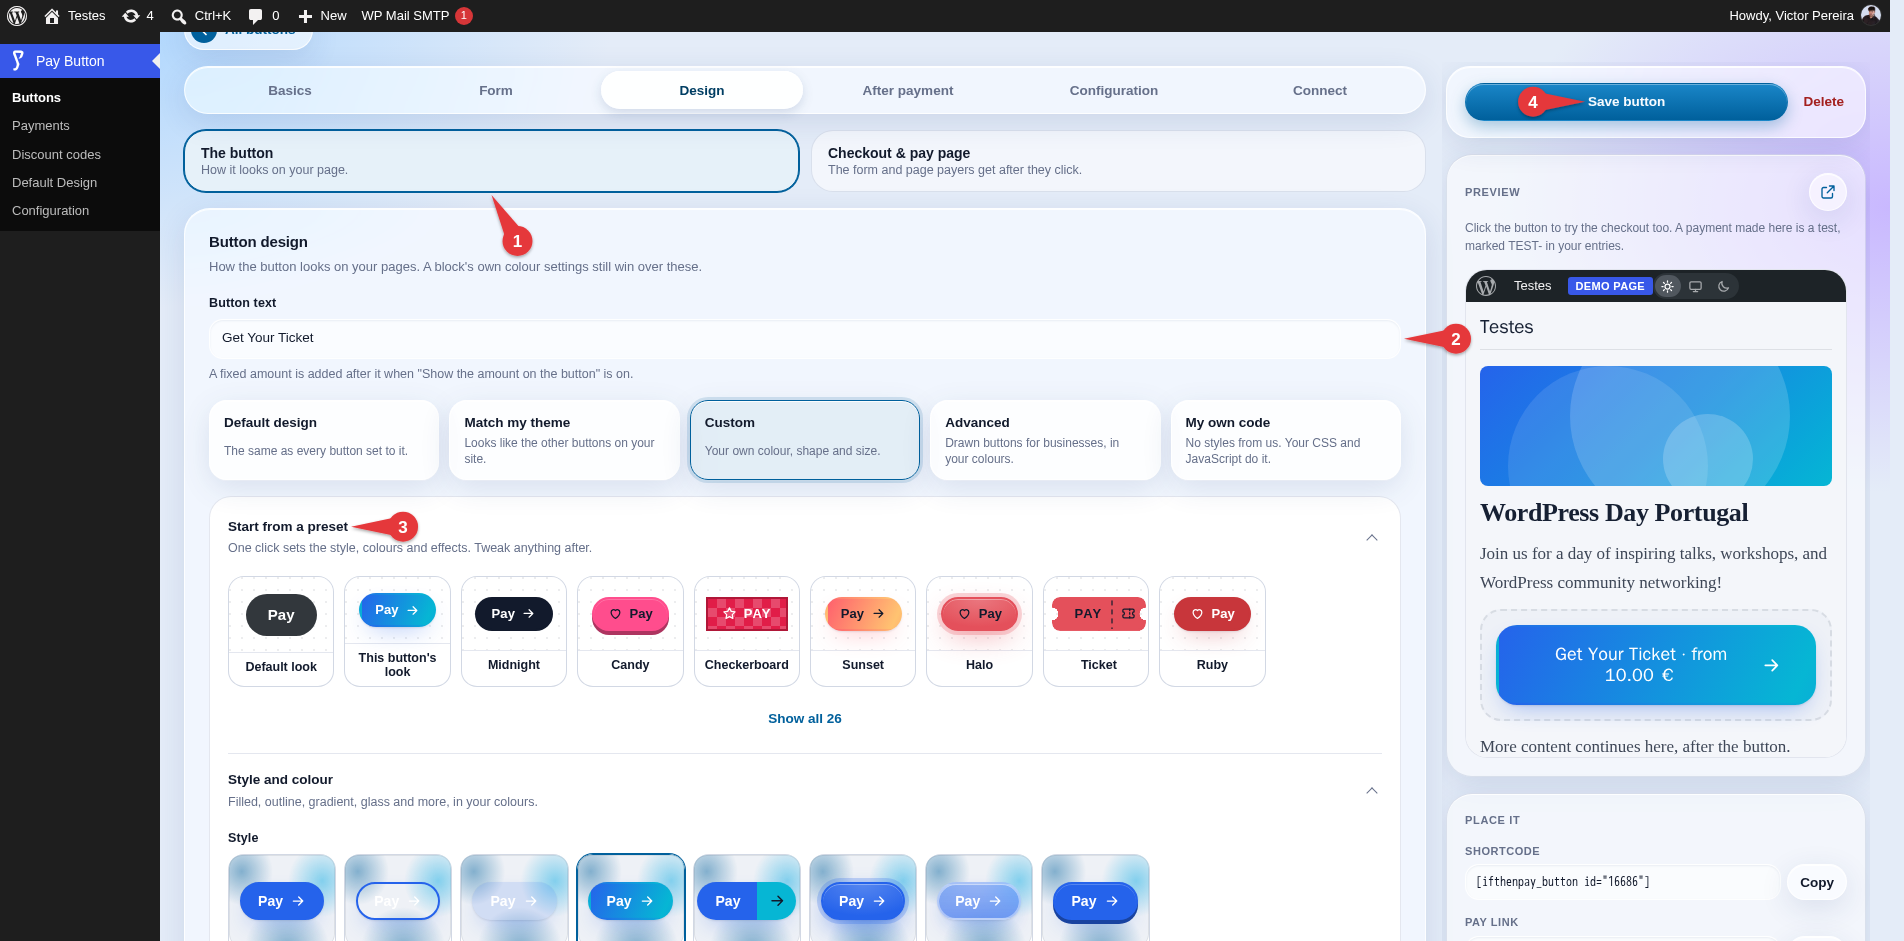 Testes
4
Ctrl+K
0
New
WP Mail SMTP
1
Howdy, Victor Pereira
Pay Button
Buttons
Payments
Discount codes
Default Design
Configuration
Basics
Form
Design
After payment
Configuration
Connect
The button
How it looks on your page.
Checkout & pay page
The form and page payers get after they click.
1
Button design
How the button looks on your pages. A block's own colour settings still win over these.
Button text
Get Your Ticket
2
A fixed amount is added after it when "Show the amount on the button" is on.
Default design
The same as every button set to it.
Match my theme
Looks like the other buttons on your
site.
Custom
Your own colour, shape and size.
Advanced
Drawn buttons for businesses, in
your colours.
My own code
No styles from us. Your CSS and
JavaScript do it.
Start from a preset
3
One click sets the style, colours and effects. Tweak anything after.
Pay
Default look
Pay
This button's
look
Pay
Midnight
Pay
Candy
PAY
Checkerboard
Pay
Sunset
Pay
Halo
PAY
Ticket
Pay
Ruby
Show all 26
Style and colour
Filled, outline, gradient, glass and more, in your colours.
Style
Pay
Pay
Pay
Pay
Pay
Pay
Pay
Pay
4
Save button
Delete
PREVIEW
Click the button to try the checkout too. A payment made here is a test,
marked TEST- in your entries.
Testes
DEMO PAGE
Testes
WordPress Day Portugal
Join us for a day of inspiring talks, workshops, and
WordPress community networking!
Get Your Ticket · from
10.00 €
More content continues here, after the button.
PLACE IT
SHORTCODE
[ifthenpay_button id="16686"]
Copy
PAY LINK